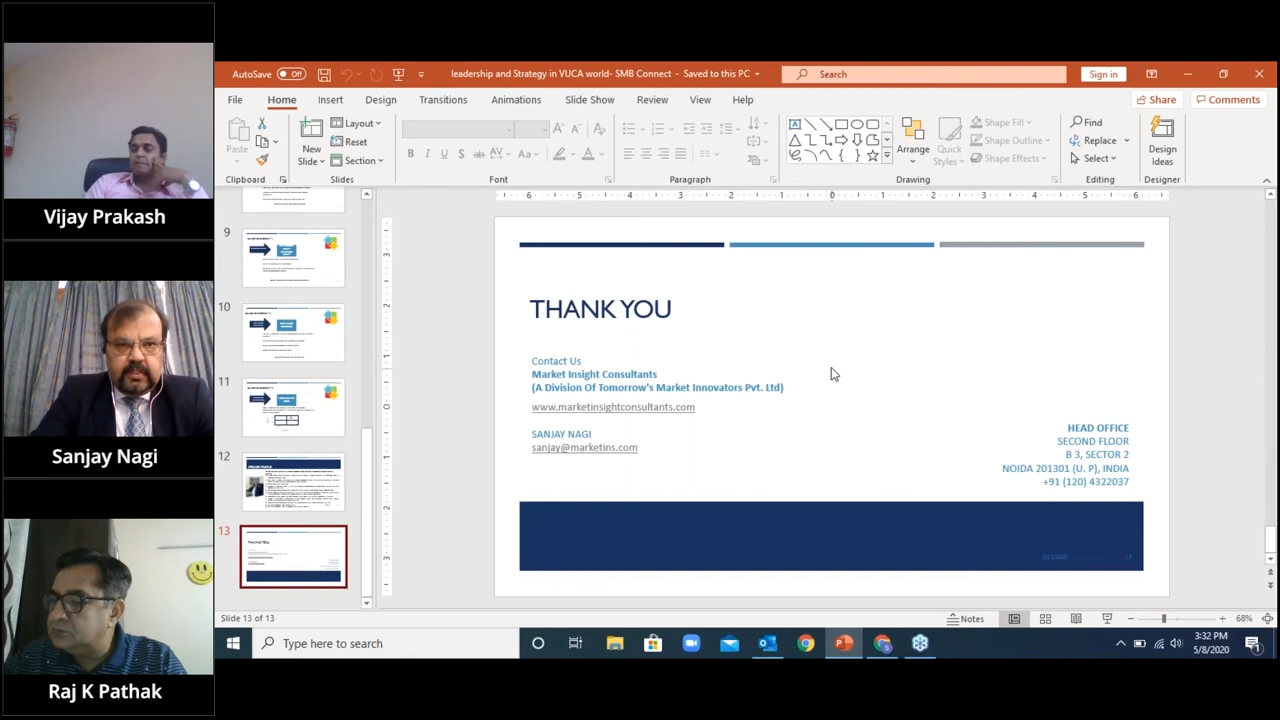 Vijay Prakash
Sanjay Nagi
Raj K Pathak
AutoSave Off
leadership and Strategy in VUCA world- SMB Connect - Saved to this PC
Search
Sign in
File Home Insert Design Transitions Animations Slide Show Review View Help
Share Comments
Paste
New
Slide
Layout
Reset
Section
Arrange
Quick
Styles
Shape Fill
Shape Outline
Shape Effects
Find
Replace
Select
Design
Ideas
Clipboard Slides Font Paragraph Drawing Editing Designer
9
10
11
12
13
THANK YOU
Contact Us
Market Insight Consultants
(A Division Of Tomorrow's Market Innovators Pvt. Ltd)
www.marketinsightconsultants.com
SANJAY NAGI
sanjay@marketins.com
HEAD OFFICE
SECOND FLOOR
B 3, SECTOR 2
NOIDA 201301 (U. P), INDIA
+91 (120) 4322037
Slide 13 of 13
Notes
68%
Type here to search
3:32 PM
5/8/2020